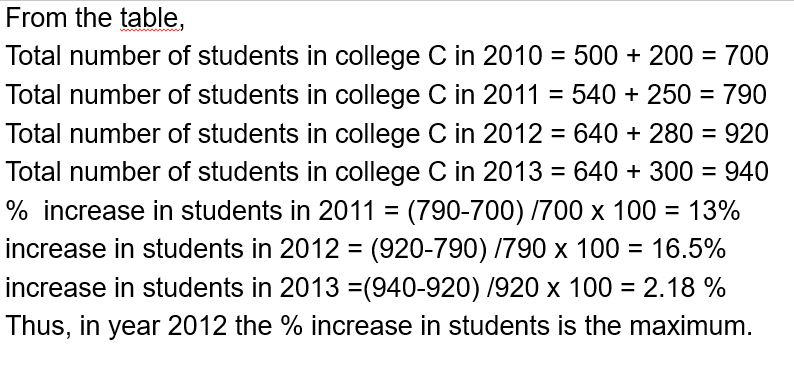 From the table,
Total number of students in college C in 2010 = 500 + 200 = 700
Total number of students in college C in 2011 = 540 + 250 = 790
Total number of students in college C in 2012 = 640 + 280 = 920
Total number of students in college C in 2013 = 640 + 300 = 940
%  increase in students in 2011 = (790-700) /700 x 100 = 13%
increase in students in 2012 = (920-790) /790 x 100 = 16.5%
increase in students in 2013 =(940-920) /920 x 100 = 2.18 %
Thus, in year 2012 the % increase in students is the maximum.